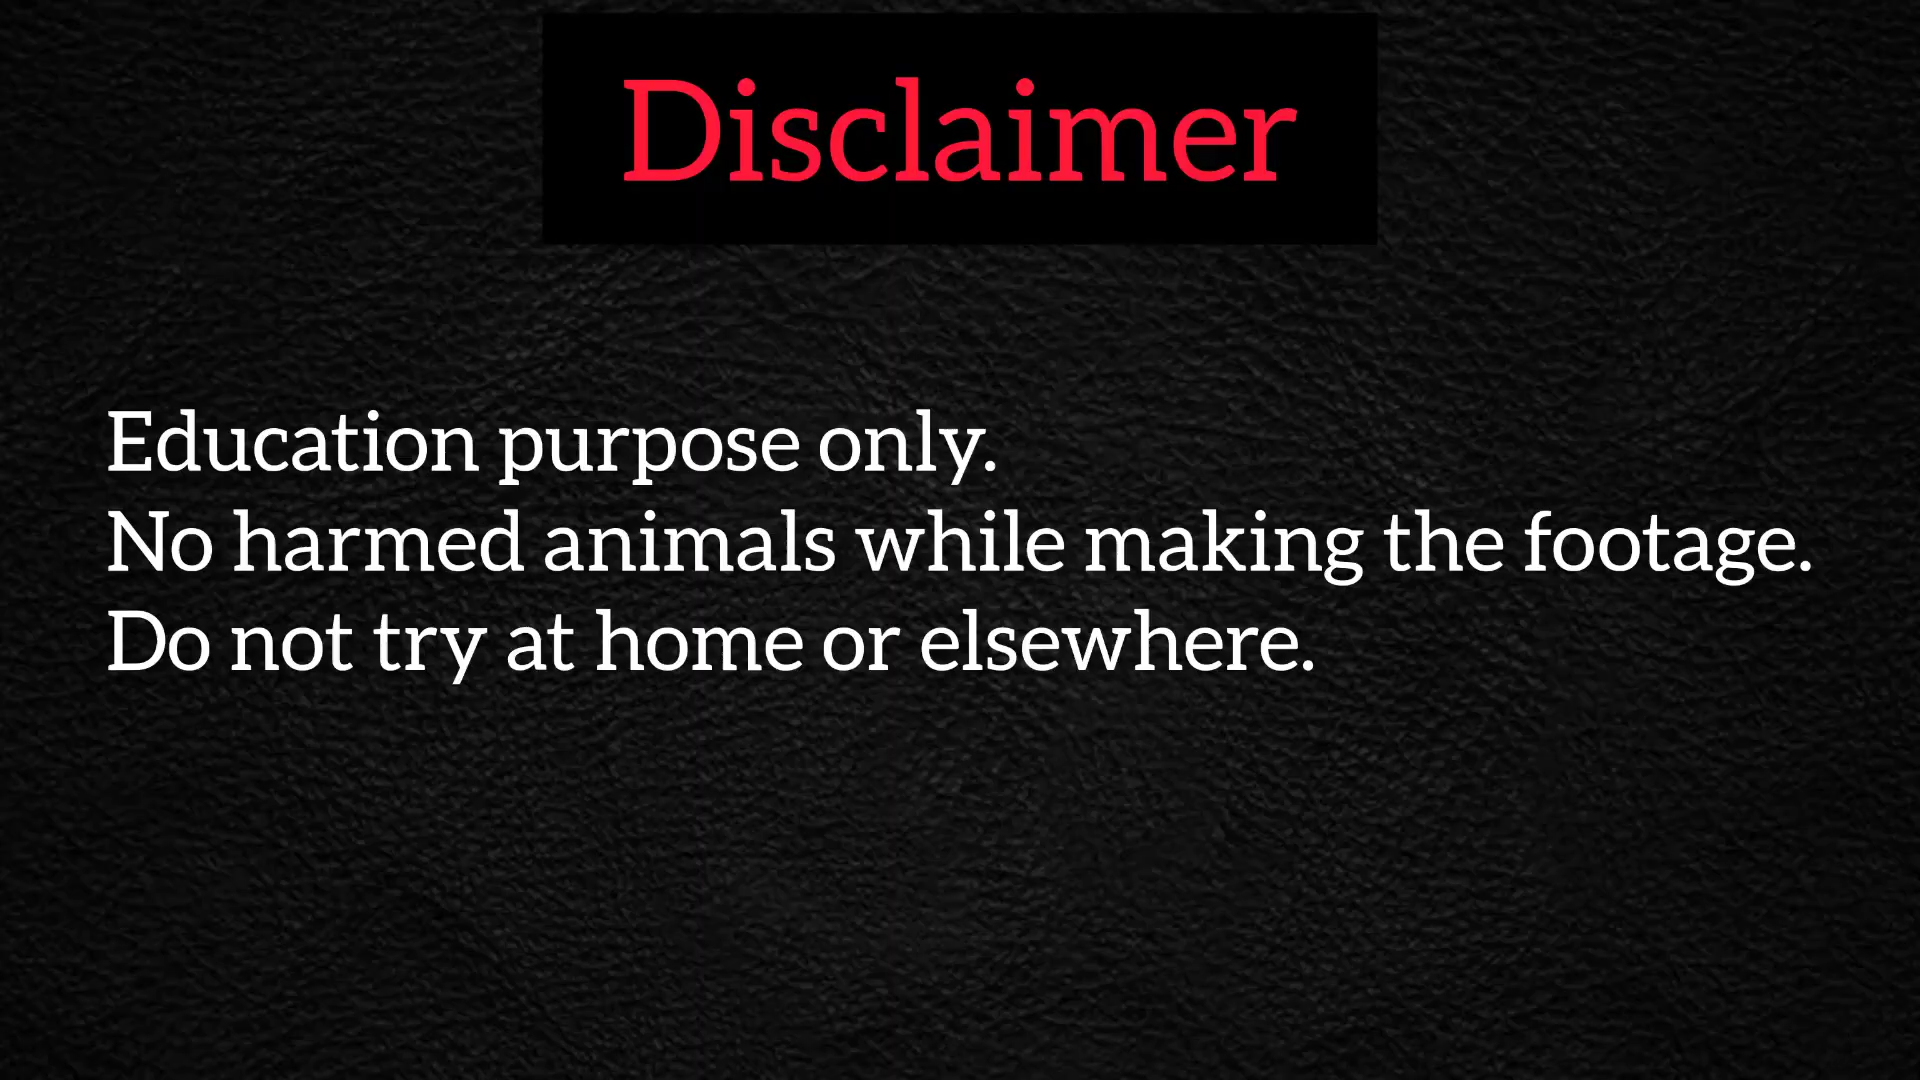 Disclaimer
Education purpose only.
No harmed animals while making the footage.
Do not try at home or elsewhere.